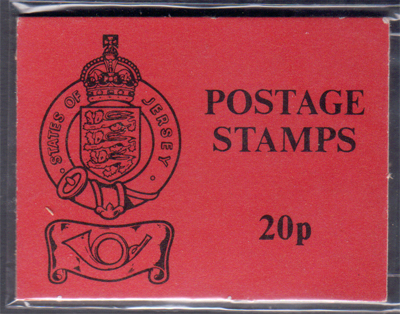 STATES OF JERSEY
POSTAGE
STAMPS
20p